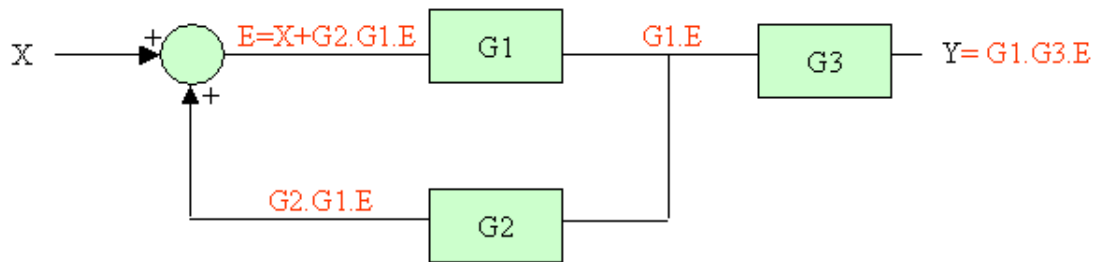 E=X+G2.G1.E
G1.E
+
X
G1
G3
Y= G1.G3.E
+
G2.G1.E
G2